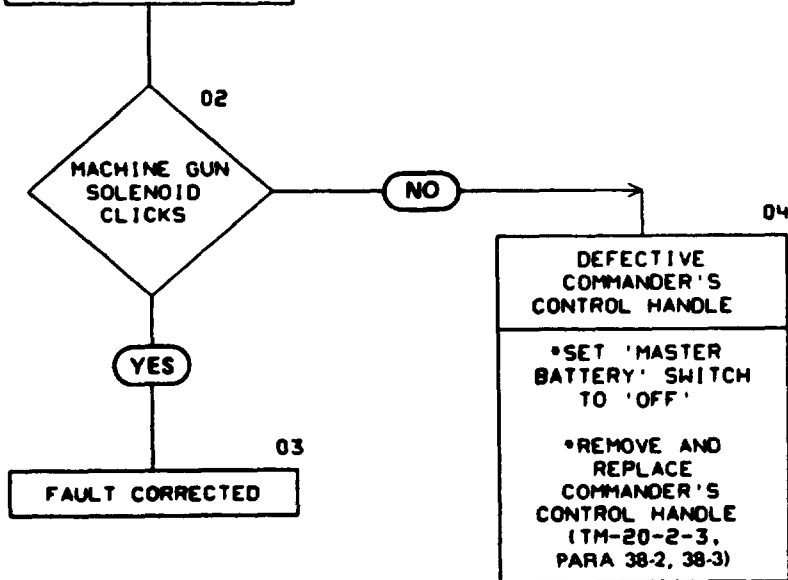 02
MACHINE GUN
SOLENOID
CLICKS
NO
04
DEFECTIVE
COMMANDER'S
CONTROL HANDLE
*SET 'MASTER
BATTERY' SWITCH
TO 'OFF'
*REMOVE AND
REPLACE
COMMANDER'S
CONTROL HANDLE
(TM-20-2-3,
PARA 38-2, 38-3)
YES
03
FAULT CORRECTED